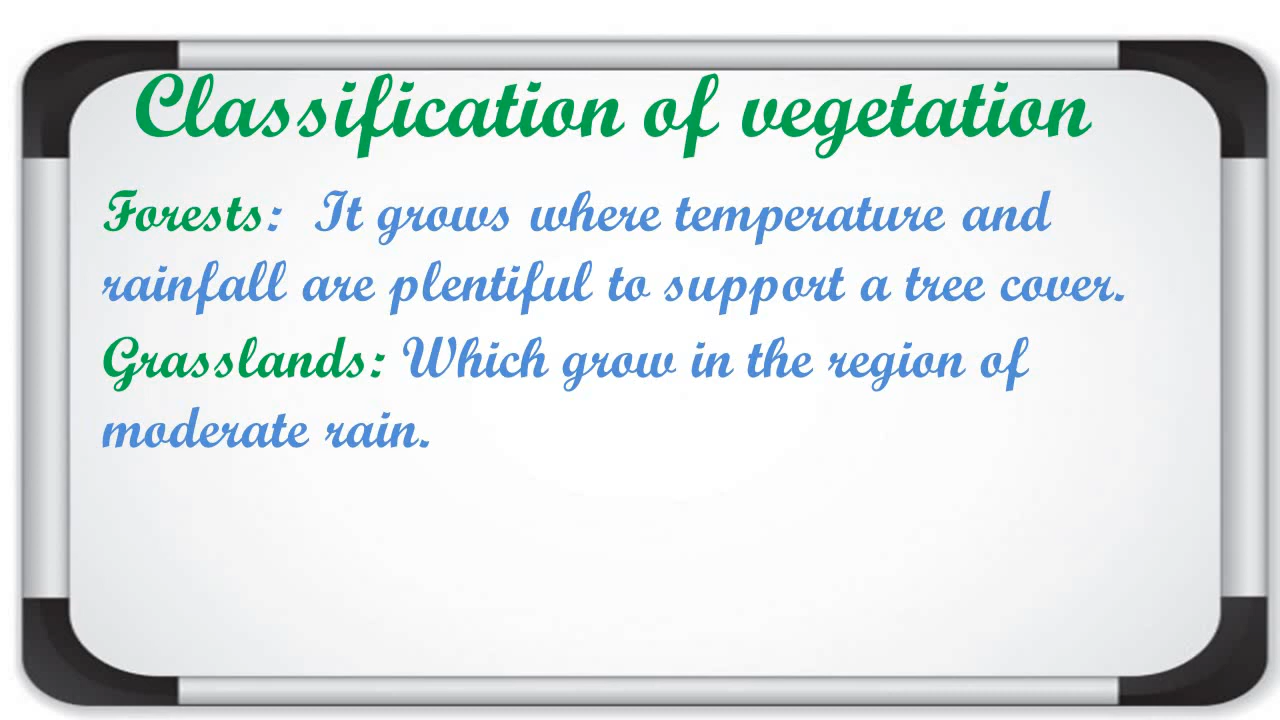 Classification of vegetation
Forests:  It grows where temperature and
rainfall are plentiful to support a tree cover.
Grasslands: Which grow in the region of
moderate rain.